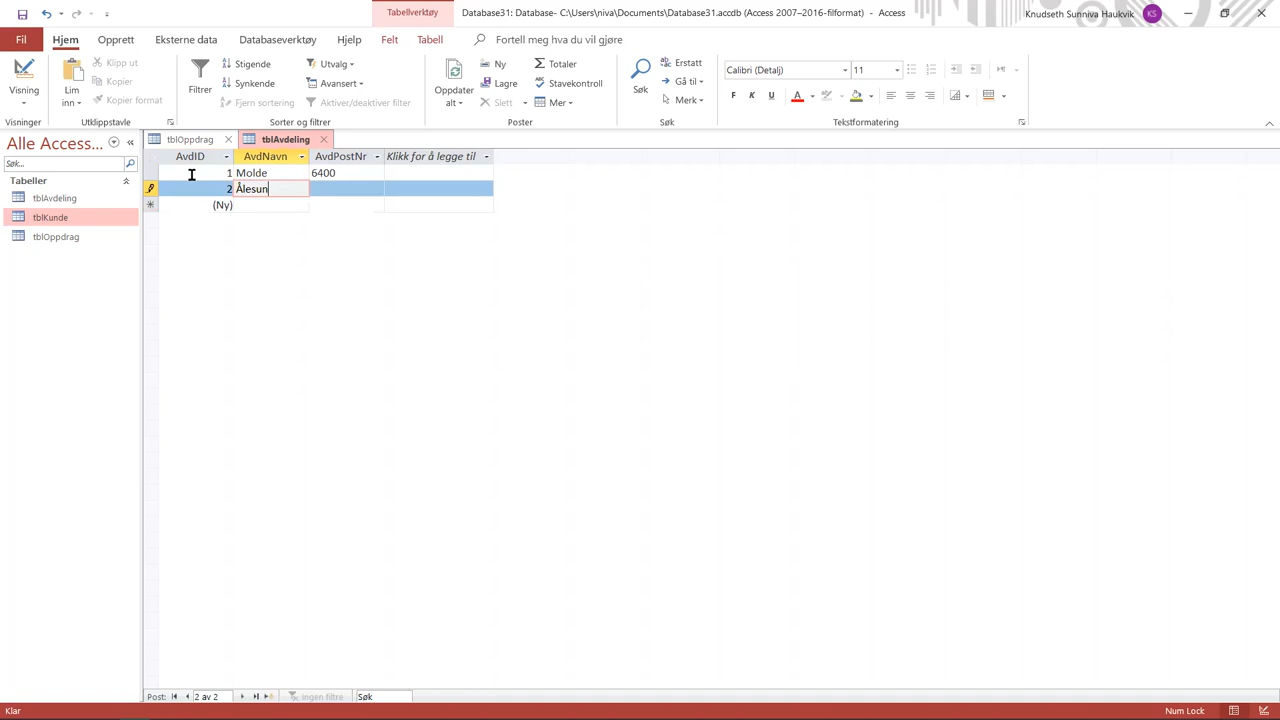 Tabellverktøy
Database31: Database- C:\Users\niva\Documents\Database31.accdb (Access 2007–2016-filformat) - Access
Knudseth Sunniva Haukvik
KS
Fil
Hjem
Opprett
Eksterne data
Databaseverktøy
Hjelp
Felt
Tabell
Fortell meg hva du vil gjøre
Visning
Visninger
Lim inn
Klipp ut
Kopier
Kopier format
Utklippstavle
Filtrer
Stigende
Synkende
Fjern sortering
Utvalg
Avansert
Aktiver/deaktiver filter
Sorter og filtrer
Oppdater alt
Ny
Lagre
Slett
Totaler
Stavekontroll
Mer
Poster
Søk
Erstatt
Gå til
Merk
Søk
Calibri (Detalj)
11
F K U
Tekstformatering
Alle Access...
Søk...
Tabeller
tblAvdeling
tblKunde
tblOppdrag
tblOppdrag
tblAvdeling
AvdID AvdNavn AvdPostNr Klikk for å legge til
1 Molde 6400
2 Ålesun
(Ny)
Post:
2 av 2
Ingen filtre
Søk
Klar
Num Lock